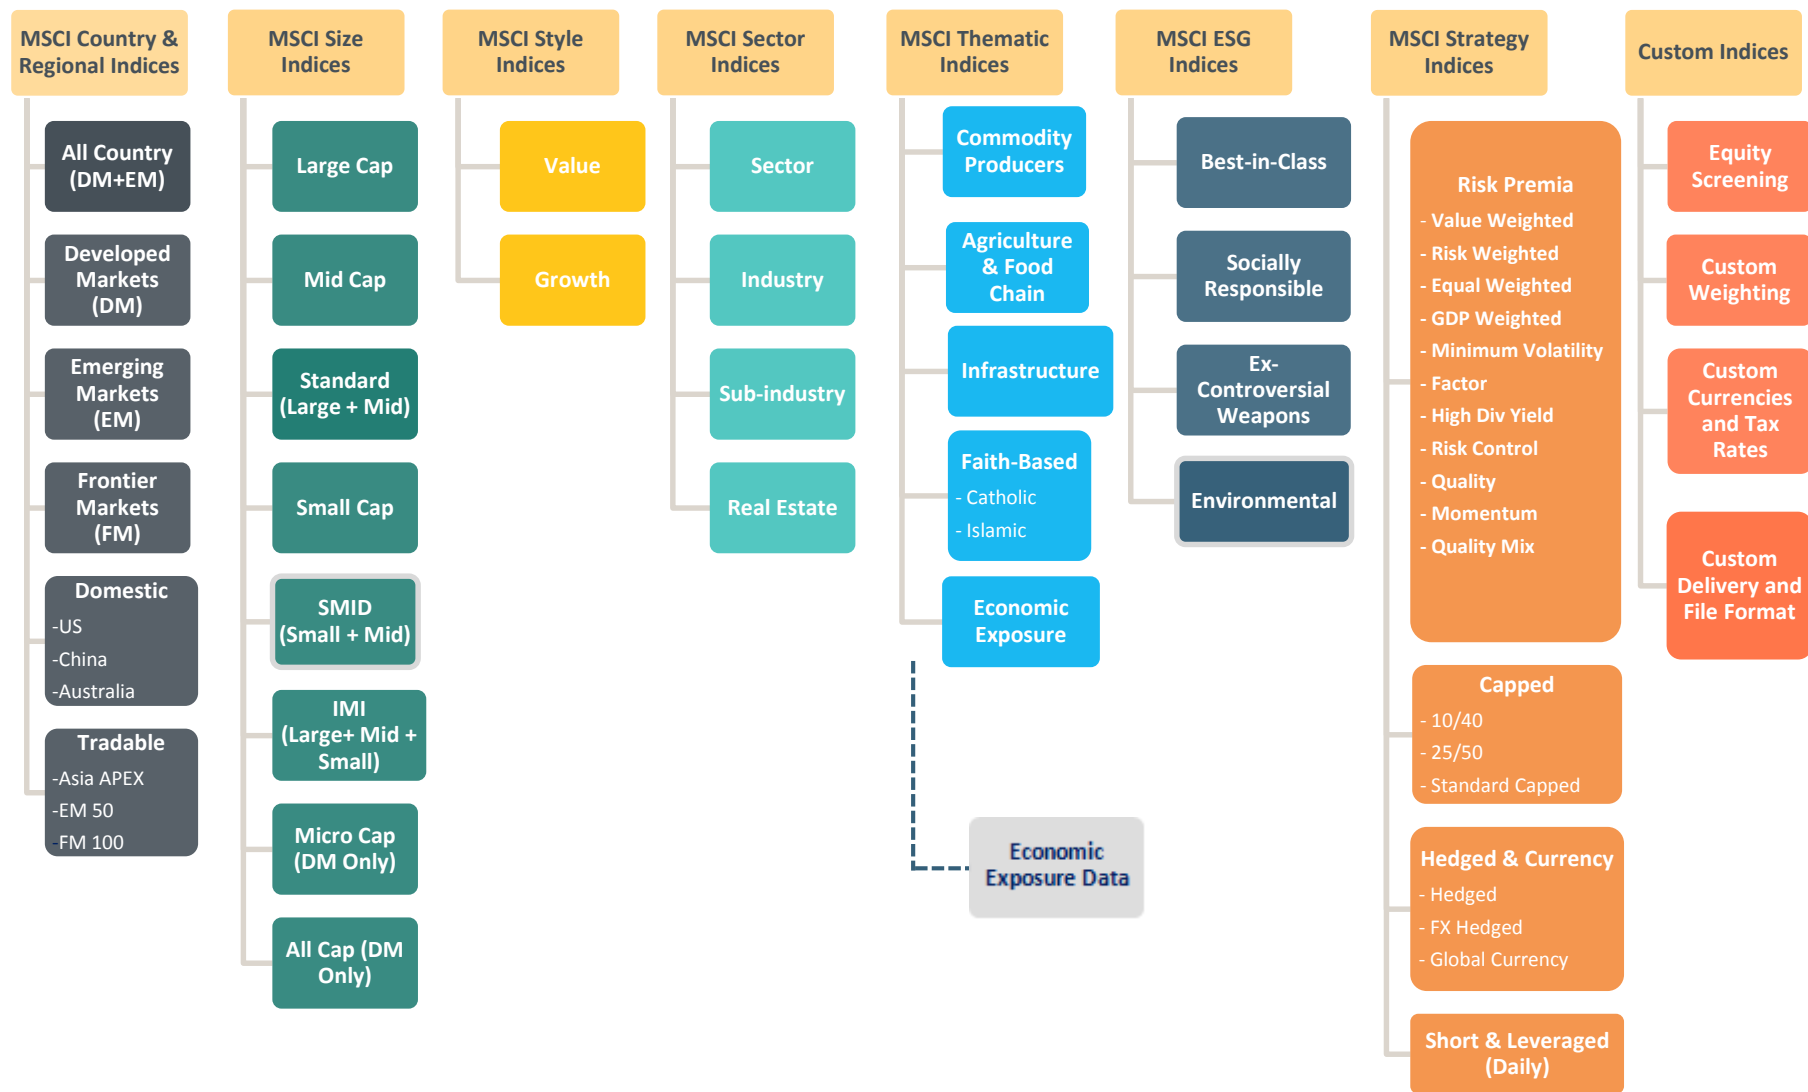 MSCI Country &
Regional Indices
All Country
(DM+EM)
Developed
Markets
(DM)
Emerging
Markets
(EM)
Frontier
Markets
(FM)
Domestic
-US
-China
-Australia
Tradable
-Asia APEX
-EM 50
-FM 100
MSCI Size
Indices
Large Cap
Mid Cap
Standard
(Large + Mid)
Small Cap
SMID
(Small + Mid)
IMI
(Large+ Mid +
Small)
Micro Cap
(DM Only)
All Cap (DM
Only)
MSCI Style
Indices
Value
Growth
MSCI Sector
Indices
Sector
Industry
Sub-industry
Real Estate
MSCI Thematic
Indices
Commodity
Producers
Agriculture
& Food
Chain
Infrastructure
Faith-Based
- Catholic
- Islamic
Economic
Exposure
Economic
Exposure Data
MSCI ESG
Indices
Best-in-Class
Socially
Responsible
Ex-
Controversial
Weapons
Environmental
MSCI Strategy
Indices
Risk Premia
- Value Weighted
- Risk Weighted
- Equal Weighted
- GDP Weighted
- Minimum Volatility
- Factor
- High Div Yield
- Risk Control
- Quality
- Momentum
- Quality Mix
Capped
- 10/40
- 25/50
- Standard Capped
Hedged & Currency
- Hedged
- FX Hedged
- Global Currency
Short & Leveraged
(Daily)
Custom Indices
Equity
Screening
Custom
Weighting
Custom
Currencies
and Tax
Rates
Custom
Delivery and
File Format